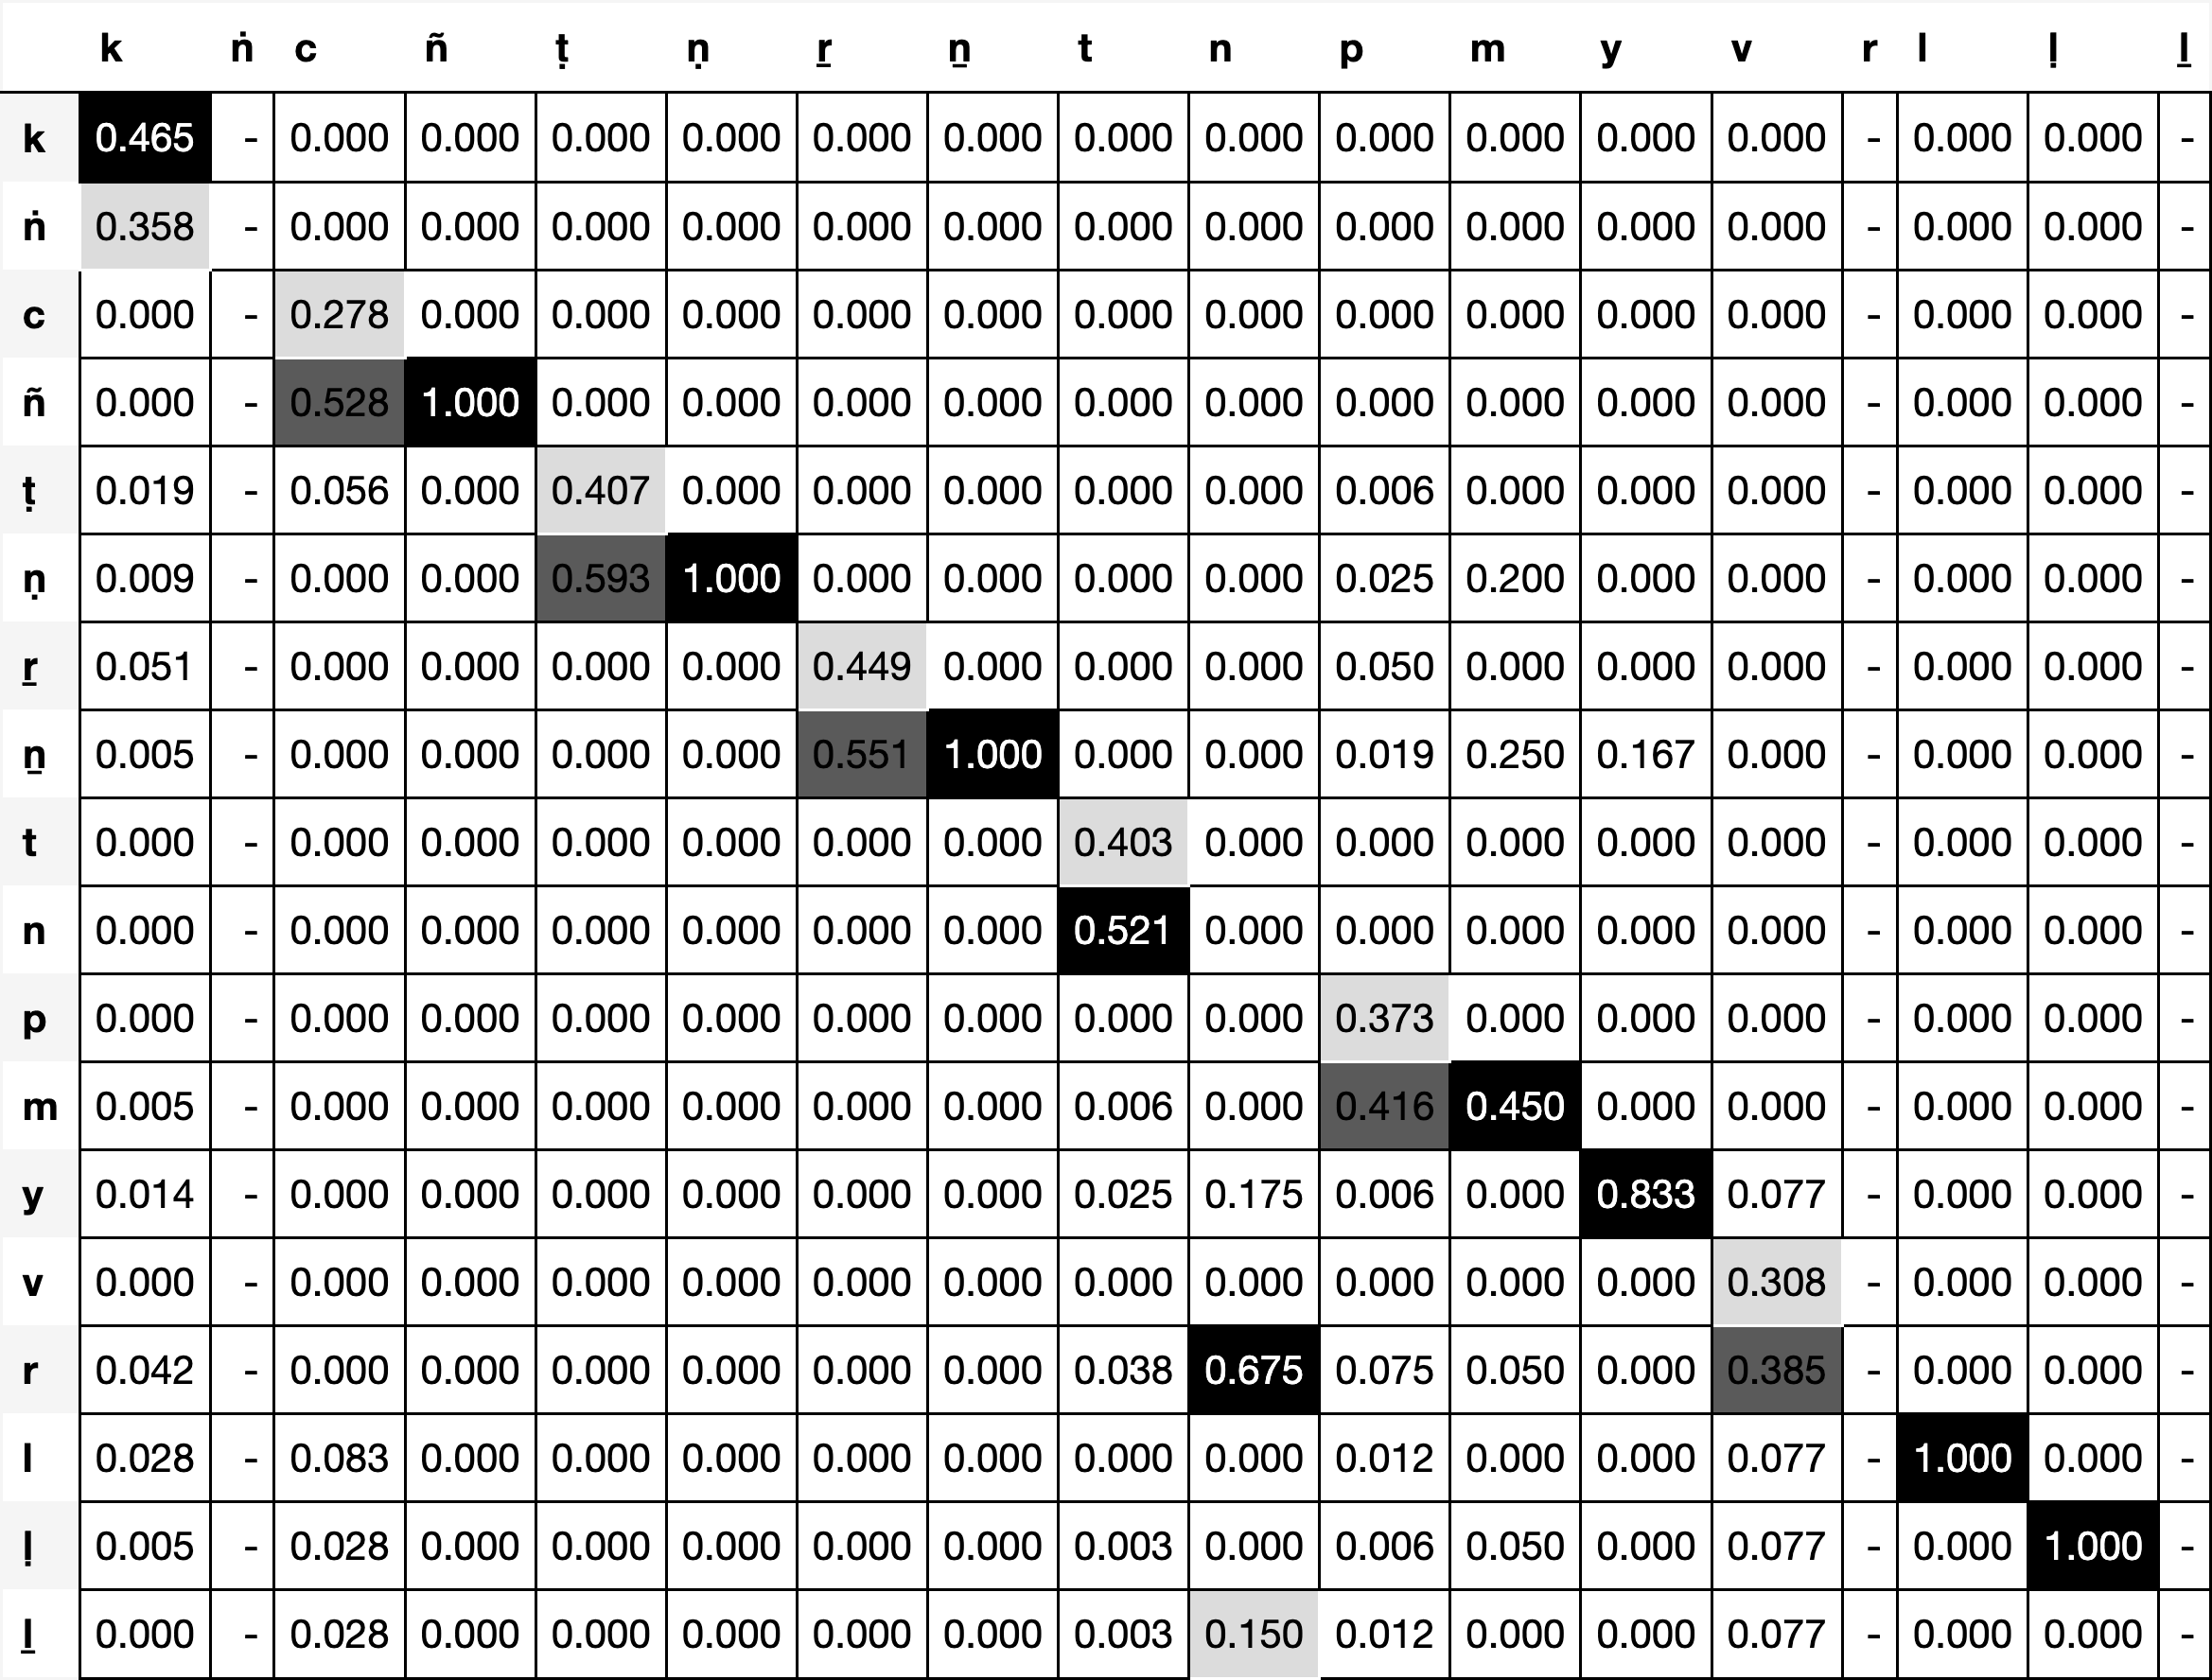 k ṅ c ñ ṭ ṇ ṟ ṉ t n p m y v r l ḷ ḻ
k 0.465 - 0.000 0.000 0.000 0.000 0.000 0.000 0.000 0.000 0.000 0.000 0.000 0.000 - 0.000 0.000 -
ṅ 0.358 - 0.000 0.000 0.000 0.000 0.000 0.000 0.000 0.000 0.000 0.000 0.000 0.000 - 0.000 0.000 -
c 0.000 - 0.278 0.000 0.000 0.000 0.000 0.000 0.000 0.000 0.000 0.000 0.000 0.000 - 0.000 0.000 -
ñ 0.000 - 0.528 1.000 0.000 0.000 0.000 0.000 0.000 0.000 0.000 0.000 0.000 0.000 - 0.000 0.000 -
ṭ 0.019 - 0.056 0.000 0.407 0.000 0.000 0.000 0.000 0.000 0.006 0.000 0.000 0.000 - 0.000 0.000 -
ṇ 0.009 - 0.000 0.000 0.593 1.000 0.000 0.000 0.000 0.000 0.025 0.200 0.000 0.000 - 0.000 0.000 -
ṟ 0.051 - 0.000 0.000 0.000 0.000 0.449 0.000 0.000 0.000 0.050 0.000 0.000 0.000 - 0.000 0.000 -
ṉ 0.005 - 0.000 0.000 0.000 0.000 0.551 1.000 0.000 0.000 0.019 0.250 0.167 0.000 - 0.000 0.000 -
t 0.000 - 0.000 0.000 0.000 0.000 0.000 0.000 0.403 0.000 0.000 0.000 0.000 0.000 - 0.000 0.000 -
n 0.000 - 0.000 0.000 0.000 0.000 0.000 0.000 0.521 0.000 0.000 0.000 0.000 0.000 - 0.000 0.000 -
p 0.000 - 0.000 0.000 0.000 0.000 0.000 0.000 0.000 0.000 0.373 0.000 0.000 0.000 - 0.000 0.000 -
m 0.005 - 0.000 0.000 0.000 0.000 0.000 0.000 0.006 0.000 0.416 0.450 0.000 0.000 - 0.000 0.000 -
y 0.014 - 0.000 0.000 0.000 0.000 0.000 0.000 0.025 0.175 0.006 0.000 0.833 0.077 - 0.000 0.000 -
v 0.000 - 0.000 0.000 0.000 0.000 0.000 0.000 0.000 0.000 0.000 0.000 0.000 0.308 - 0.000 0.000 -
r 0.042 - 0.000 0.000 0.000 0.000 0.000 0.000 0.038 0.675 0.075 0.050 0.000 0.385 - 0.000 0.000 -
l 0.028 - 0.083 0.000 0.000 0.000 0.000 0.000 0.000 0.000 0.012 0.000 0.000 0.077 - 1.000 0.000 -
ḷ 0.005 - 0.028 0.000 0.000 0.000 0.000 0.000 0.003 0.000 0.006 0.050 0.000 0.077 - 0.000 1.000 -
ḻ 0.000 - 0.028 0.000 0.000 0.000 0.000 0.000 0.003 0.150 0.012 0.000 0.000 0.077 - 0.000 0.000 -